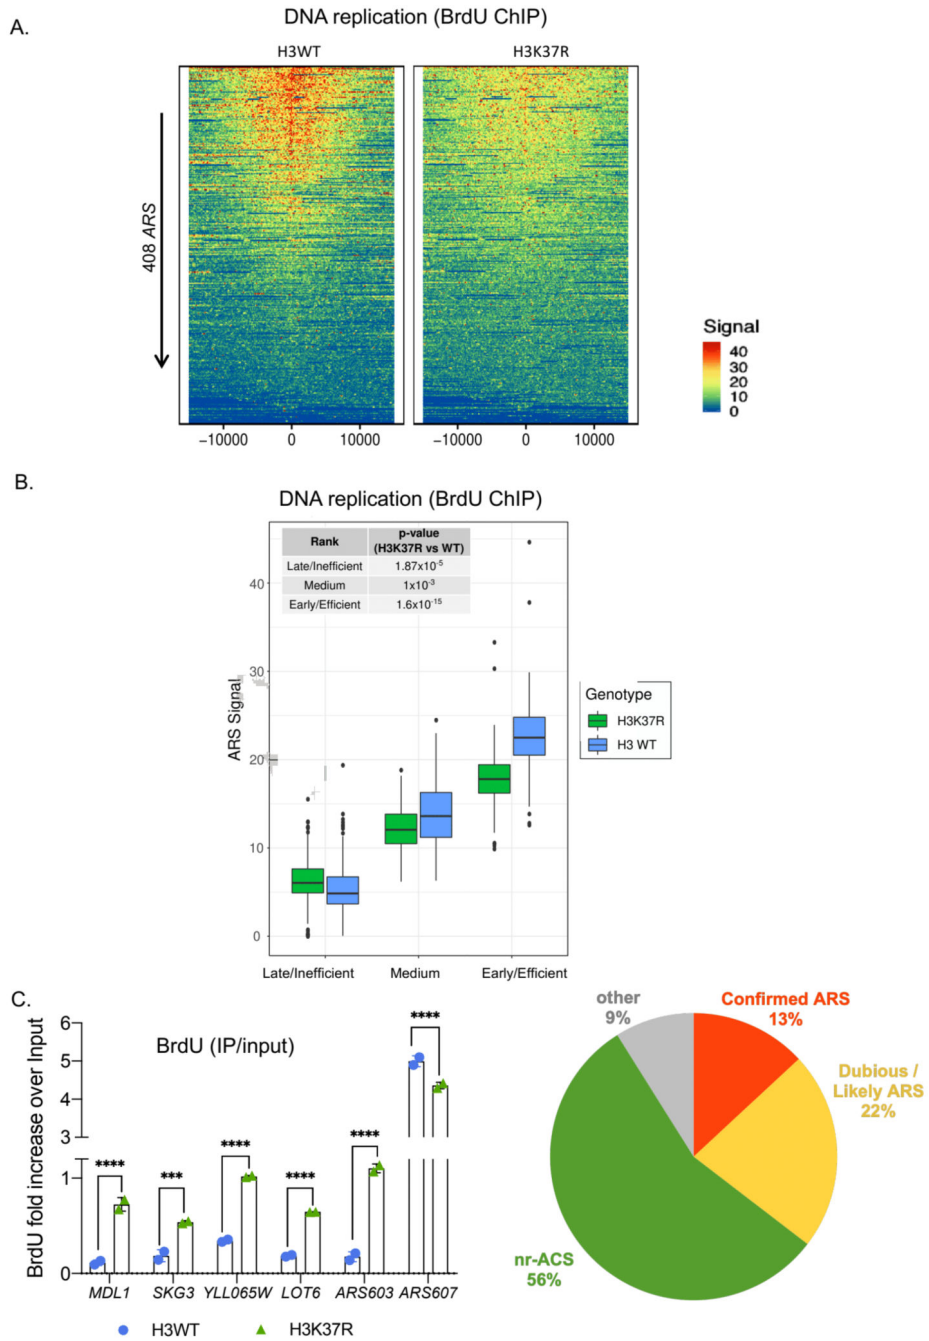 A.
DNA replication (BrdU ChIP)
H3WT
H3K37R
408 ARS
Signal
40
30
20
10
0
−10000 0 10000
−10000 0 10000
B.
DNA replication (BrdU ChIP)
Rank p-value (H3K37R vs WT)
Late/Inefficient 1.87x10⁻⁵
Medium 1x10⁻³
Early/Efficient 1.6x10⁻¹⁵
ARS Signal
40
30
20
10
0
Genotype
H3K37R
H3 WT
Late/Inefficient Medium Early/Efficient
C.
BrdU (IP/input)
BrdU fold increase over Input
6
5
4
3
1
0
**** *** **** **** **** ****
MDL1 SKG3 YLL065W LOT6 ARS603 ARS607
H3WT H3K37R
other
9%
Confirmed ARS
13%
Dubious /
Likely ARS
22%
nr-ACS
56%